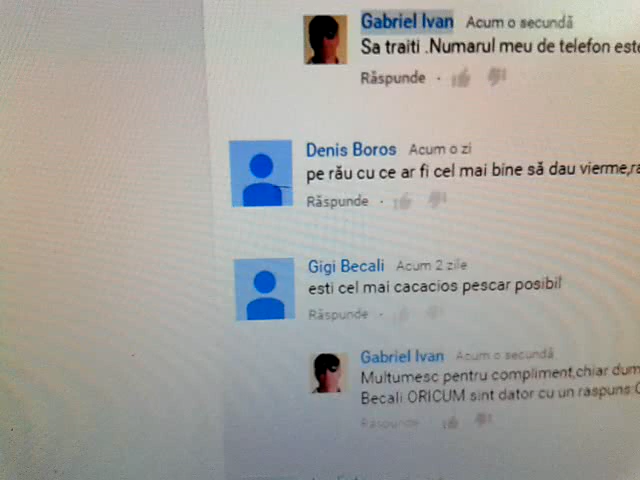 Gabriel Ivan Acum o secundă
Sa traiti .Numarul meu de telefon este
Răspunde ·
Denis Boros Acum o zi
pe rău cu ce ar fi cel mai bine să dau vierme,ra
Răspunde ·
Gigi Becali Acum 2 zile
esti cel mai cacacios pescar posibil
Răspunde ·
Gabriel Ivan Acum o secundă
Multumesc pentru compliment,chiar dum
Becali ORICUM sint dator cu un raspuns:
Răspunde